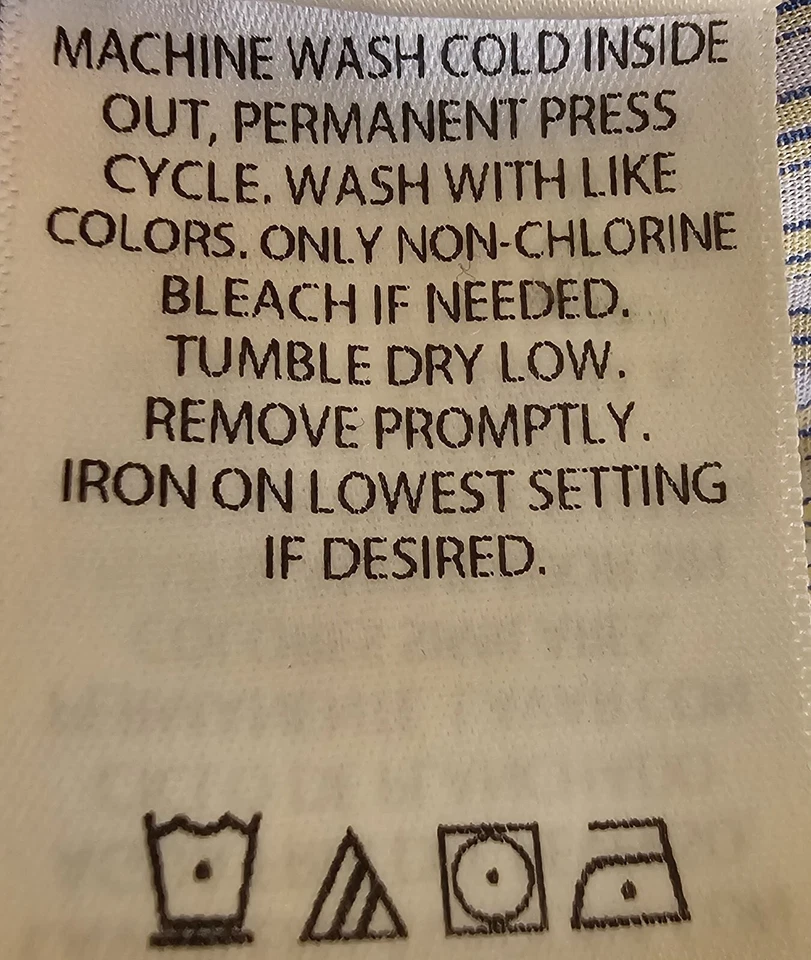 MACHINE WASH COLD INSIDE
OUT, PERMANENT PRESS
CYCLE. WASH WITH LIKE
COLORS. ONLY NON-CHLORINE
BLEACH IF NEEDED.
TUMBLE DRY LOW.
REMOVE PROMPTLY.
IRON ON LOWEST SETTING
IF DESIRED.